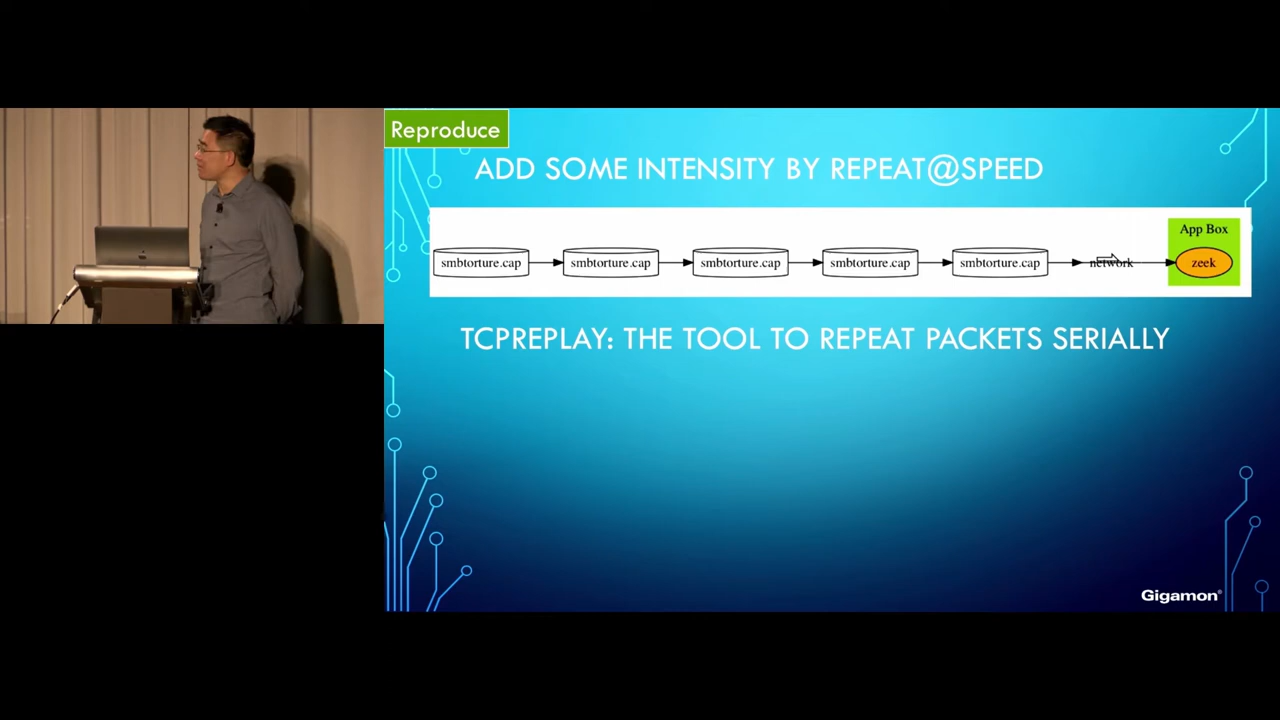 Reproduce
ADD SOME INTENSITY BY REPEAT@SPEED
App Box
smbtorture.cap smbtorture.cap smbtorture.cap smbtorture.cap smbtorture.cap network zeek
TCPREPLAY: THE TOOL TO REPEAT PACKETS SERIALLY
Gigamon®